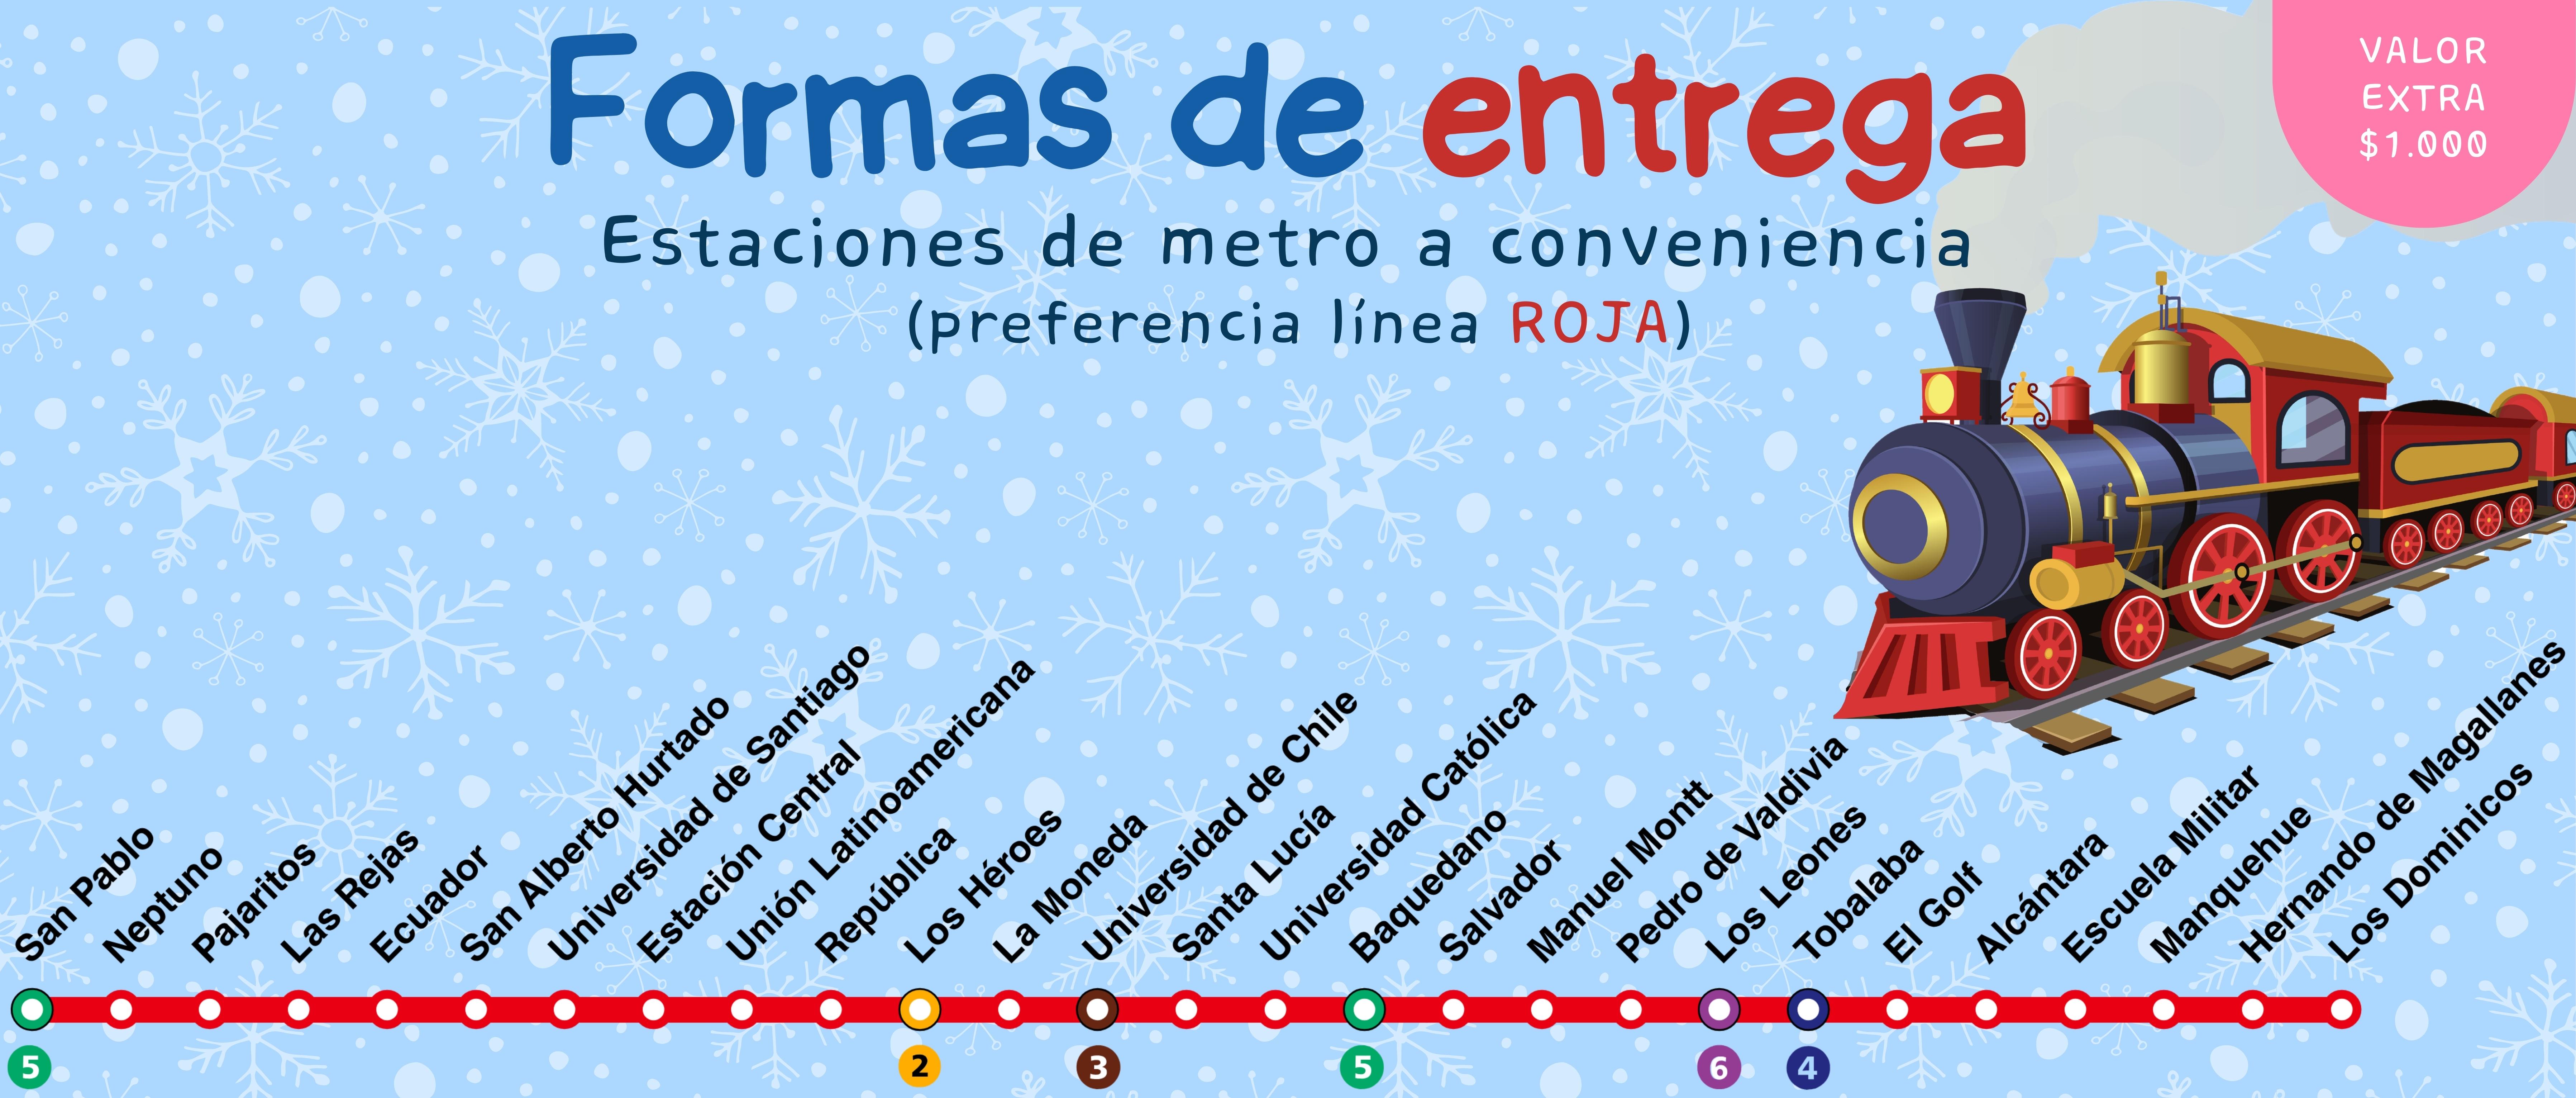 Formas de entrega
Estaciones de metro a conveniencia
(preferencia línea ROJA)
VALOR
EXTRA
$1.000
San Pablo
Neptuno
Pajaritos
Las Rejas
Ecuador
San Alberto Hurtado
Universidad de Santiago
Estación Central
Unión Latinoamericana
República
Los Héroes
La Moneda
Universidad de Chile
Santa Lucía
Universidad Católica
Baquedano
Salvador
Manuel Montt
Pedro de Valdivia
Los Leones
Tobalaba
El Golf
Alcántara
Escuela Militar
Manquehue
Hernando de Magallanes
Los Dominicos
5
2
3
5
6
4